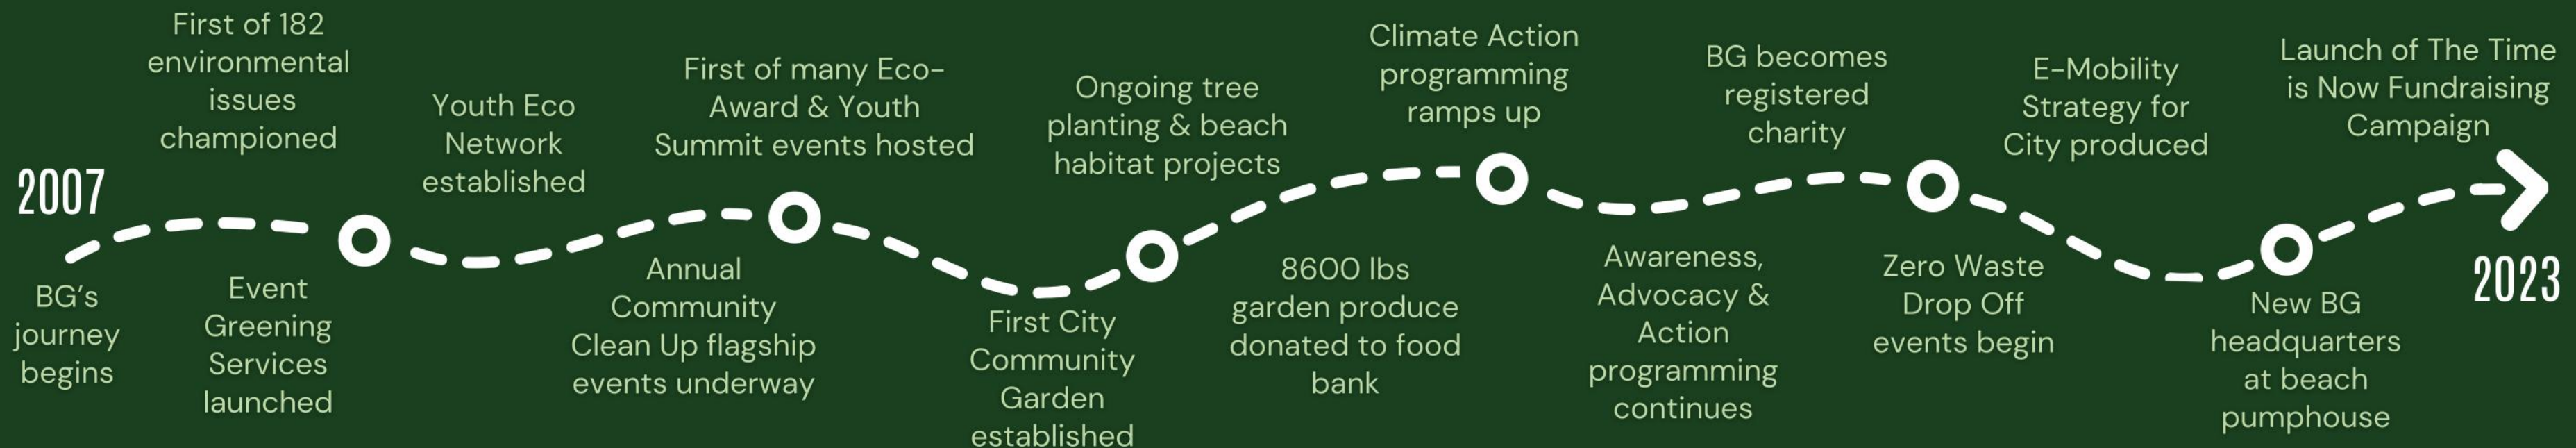 2007
BG's
journey
begins
First of 182
environmental
issues
championed
Event
Greening
Services
launched
Youth Eco
Network
established
Annual
Community
Clean Up flagship
events underway
First of many Eco-
Award & Youth
Summit events hosted
First City
Community
Garden
established
Ongoing tree
planting & beach
habitat projects
8600 lbs
garden produce
donated to food
bank
Climate Action
programming
ramps up
Awareness,
Advocacy &
Action
programming
continues
BG becomes
registered
charity
Zero Waste
Drop Off
events begin
E-Mobility
Strategy for
City produced
New BG
headquarters
at beach
pumphouse
Launch of The Time
is Now Fundraising
Campaign
2023